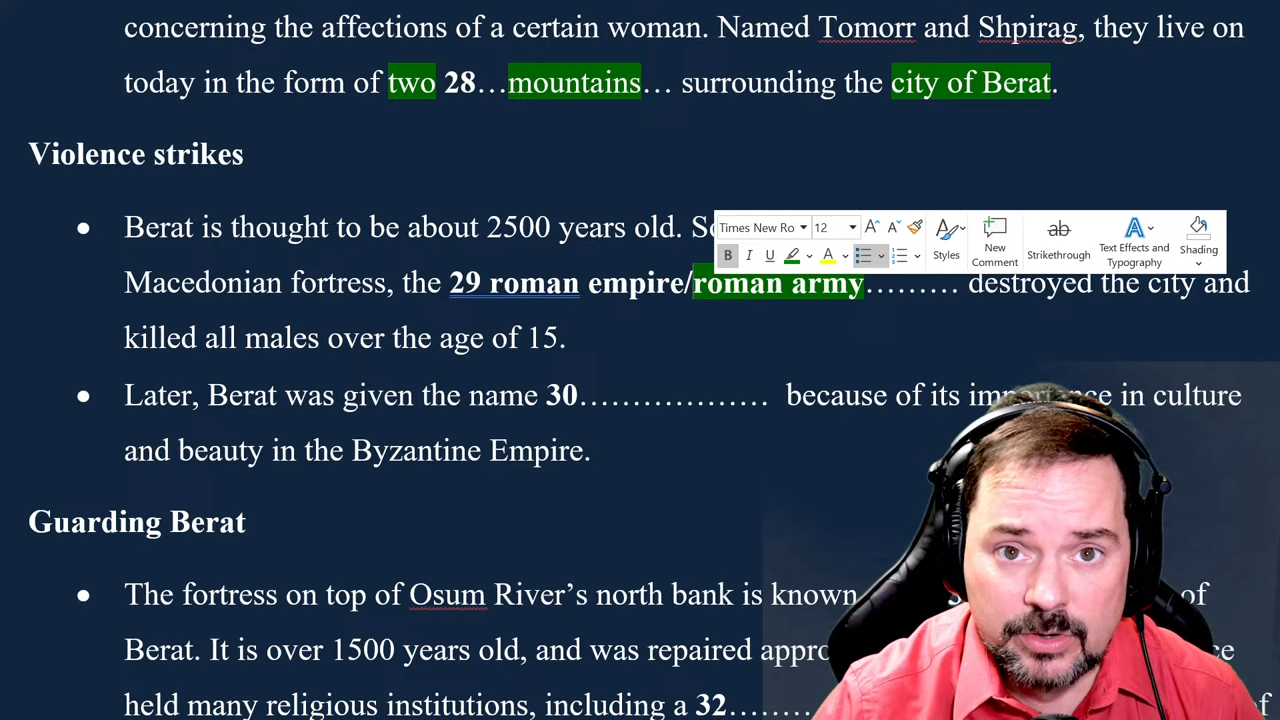 concerning the affections of a certain woman. Named Tomorr and Shpirag, they live on
today in the form of two 28…mountains… surrounding the city of Berat.
Violence strikes
• Berat is thought to be about 2500 years old.
Times New Ro 12
New
Comment
Styles
ab
Strikethrough
Text Effects and
Typography
Shading
B I U
Macedonian fortress, the 29 roman empire/roman army……… destroyed the city and
killed all males over the age of 15.
• Later, Berat was given the name 30……………… because of its importance in culture
and beauty in the Byzantine Empire.
Guarding Berat
• The fortress on top of Osum River’s north bank is known of
Berat. It is over 1500 years old, and was repaired
held many religious institutions, including a 32……… of